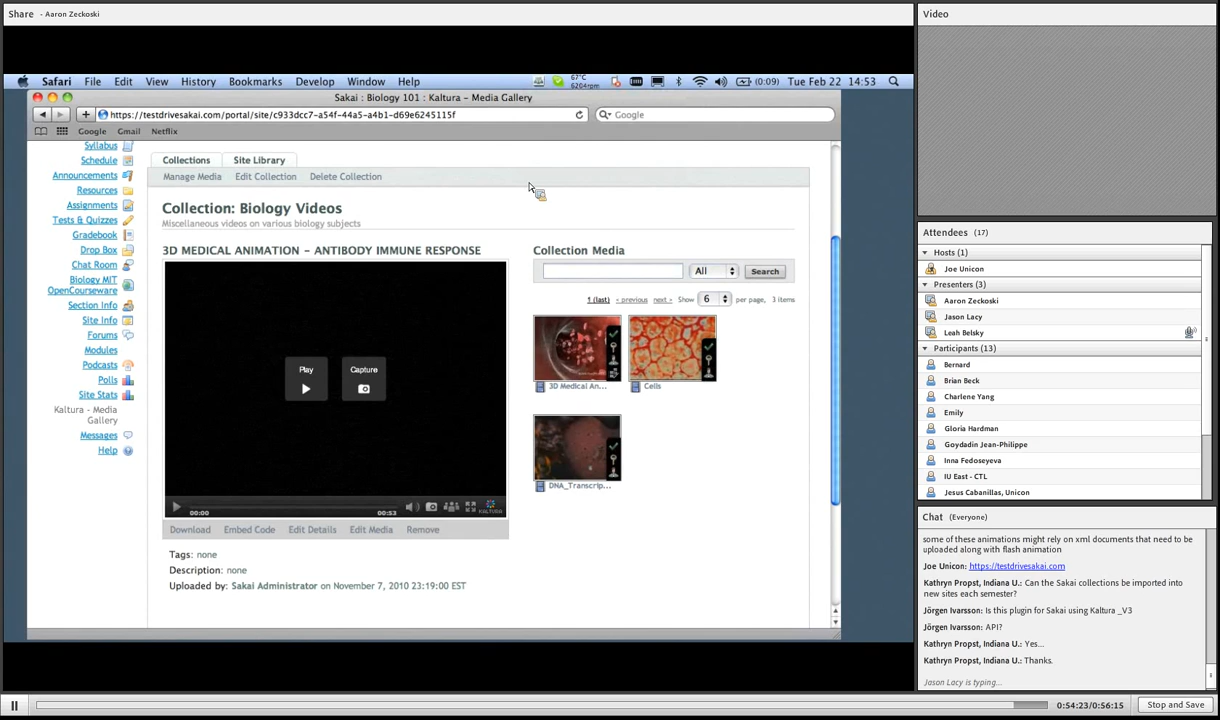 Share - Aaron Zeckoski
Safari File Edit View History Bookmarks Develop Window Help
67°C
6204rpm
(0:09) Tue Feb 22 14:53
Sakai : Biology 101 : Kaltura – Media Gallery
https://testdrivesakai.com/portal/site/c933dcc7-a54f-44a5-a4b1-d69e6245115f
Google
Google Gmail Netflix
Syllabus
Schedule
Announcements
Resources
Assignments
Tests & Quizzes
Gradebook
Drop Box
Chat Room
Biology MIT
OpenCourseware
Section Info
Site Info
Forums
Modules
Podcasts
Polls
Site Stats
Kaltura - Media
Gallery
Messages
Help
Collections Site Library
Manage Media Edit Collection Delete Collection
Collection: Biology Videos
Miscellaneous videos on various biology subjects
3D MEDICAL ANIMATION – ANTIBODY IMMUNE RESPONSE
Play Capture
00:00 00:53 KALTURA
Download Embed Code Edit Details Edit Media Remove
Tags: none
Description: none
Uploaded by: Sakai Administrator on November 7, 2010 23:19:00 EST
Collection Media
All Search
1 (last) < previous next > Show 6 per page, 3 items
3D Medical An... Cells
DNA_Transcrip...
Video
Attendees (17)
Hosts (1)
Joe Unicon
Presenters (3)
Aaron Zeckoski
Jason Lacy
Leah Belsky
Participants (13)
Bernard
Brian Beck
Charlene Yang
Emily
Gloria Hardman
Goydadin Jean-Philippe
Inna Fedoseyeva
IU East - CTL
Jesus Cabanillas, Unicon
Chat (Everyone)
some of these animations might rely on xml documents that need to be
uploaded along with flash animation
Joe Unicon: https://testdrivesakai.com
Kathryn Propst, Indiana U.: Can the Sakai collections be imported into
new sites each semester?
Jörgen Ivarsson: Is this plugin for Sakai using Kaltura _V3
Jörgen Ivarsson: API?
Kathryn Propst, Indiana U.: Yes...
Kathryn Propst, Indiana U.: Thanks.
Jason Lacy is typing...
0:54:23/0:56:15 Stop and Save